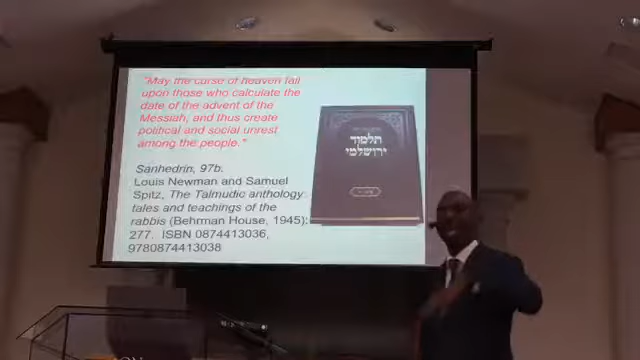 "May the curse of heaven fall
upon those who calculate the
date of the advent of the
Messiah, and thus create
political and social unrest
among the people."
Sanhedrin, 97b.
Louis Newman and Samuel
Spitz, The Talmudic anthology:
tales and teachings of the
rabbis (Behrman House, 1945):
277. ISBN 0874413036,
9780874413038
תלמוד
ירושלמי